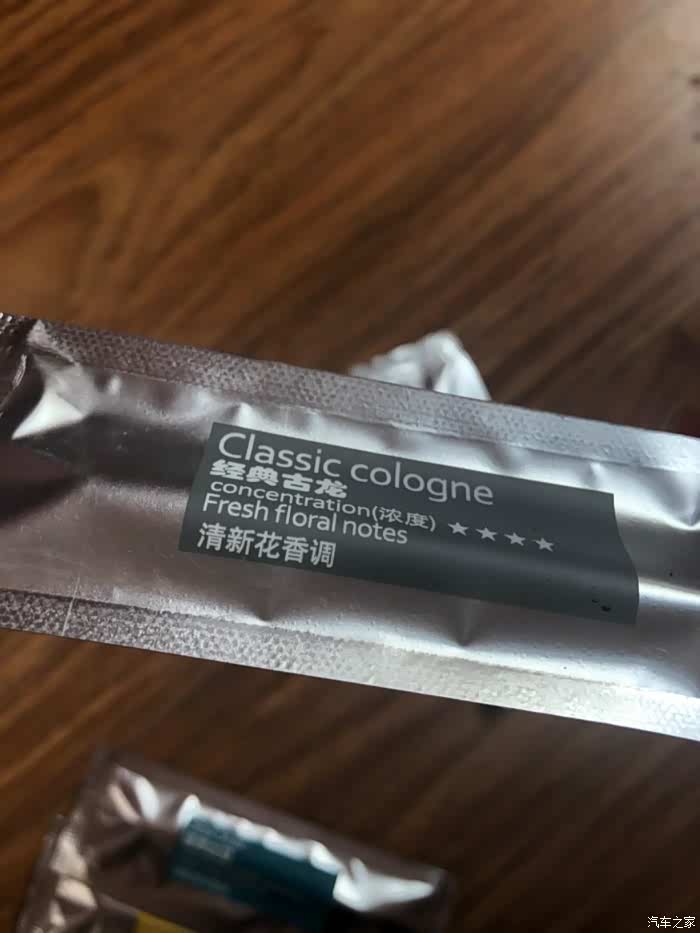 Classic cologne
经典古龙
concentration(浓度) ★★★★
Fresh floral notes
清新花香调
汽车之家